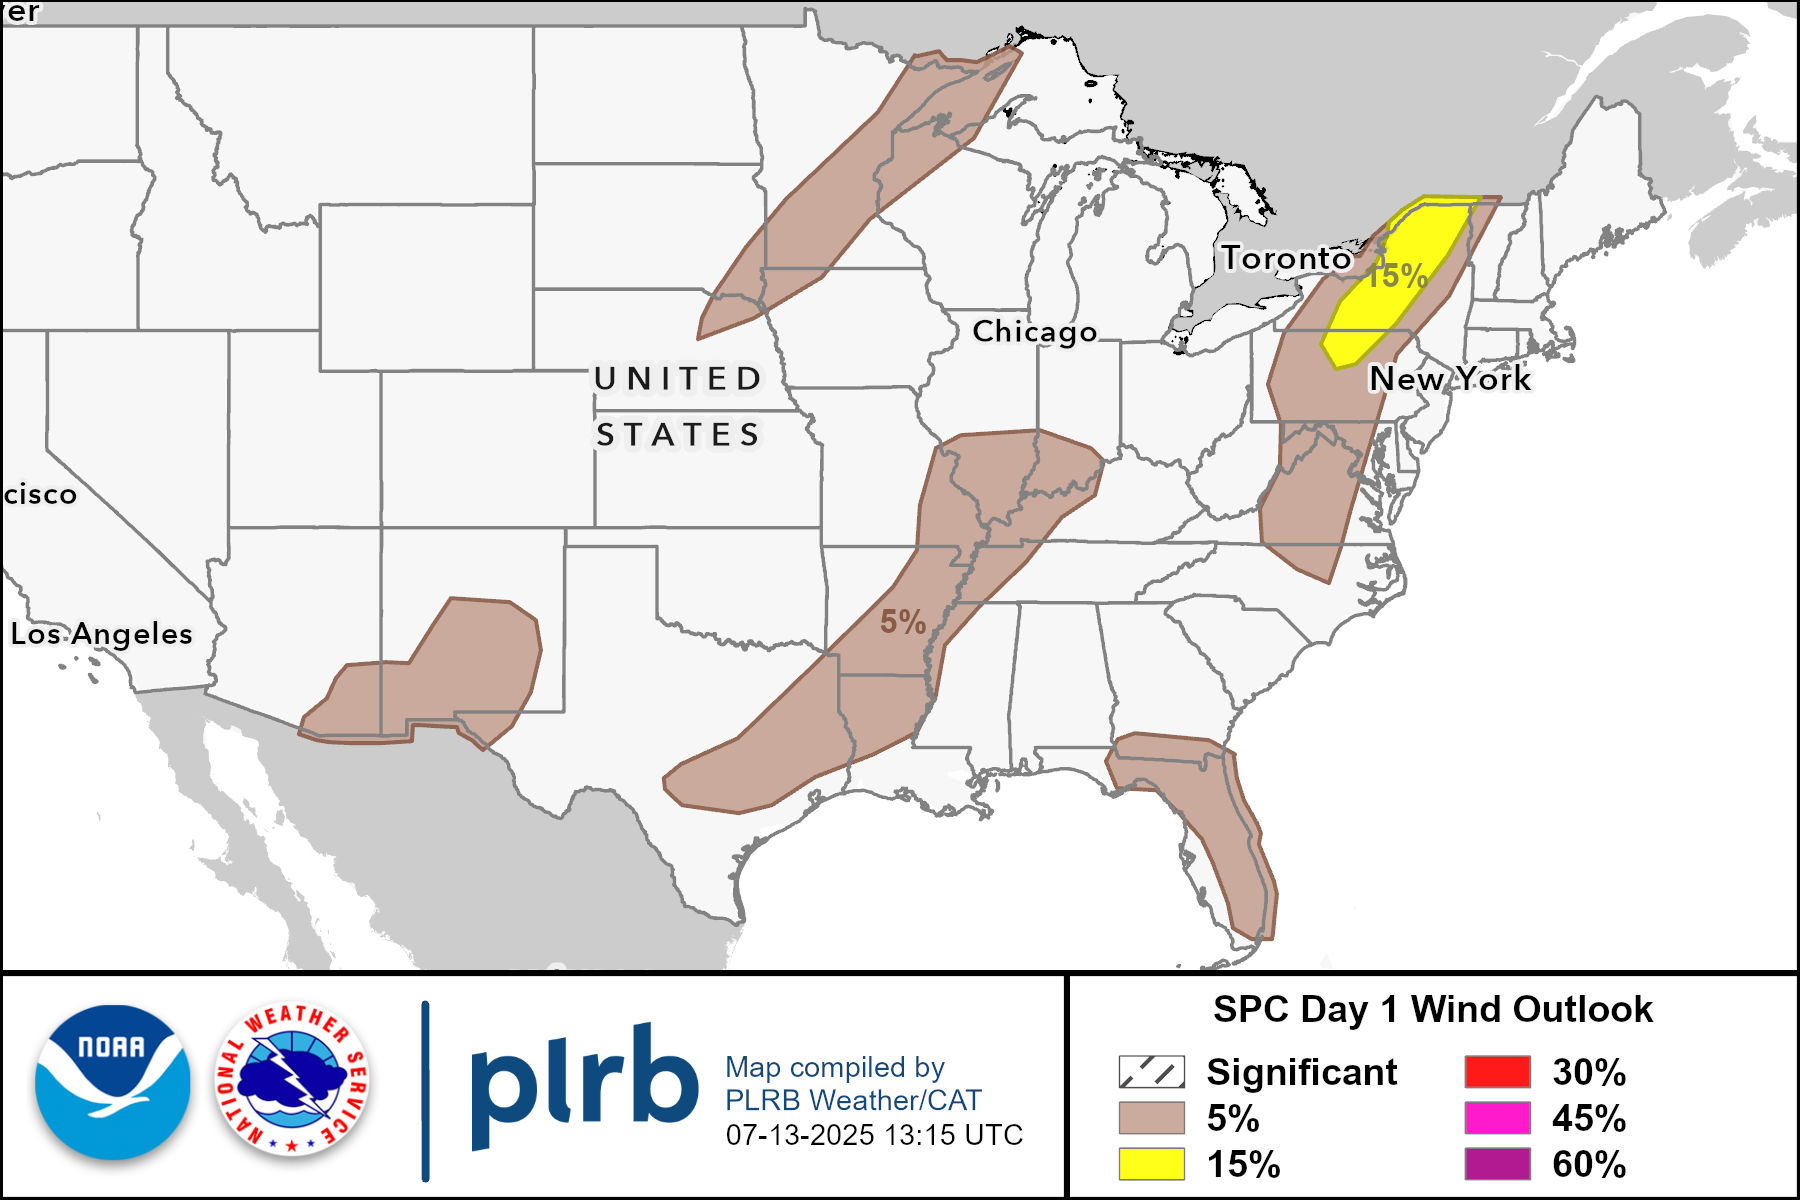 er
Toronto
15%
Chicago
UNITED
New York
STATES
cisco
5%
Los Angeles
NOAA
NATIONAL WEATHER SERVICE
plrb
Map compiled by
PLRB Weather/CAT
07-13-2025 13:15 UTC
SPC Day 1 Wind Outlook
Significant
30%
5%
45%
15%
60%